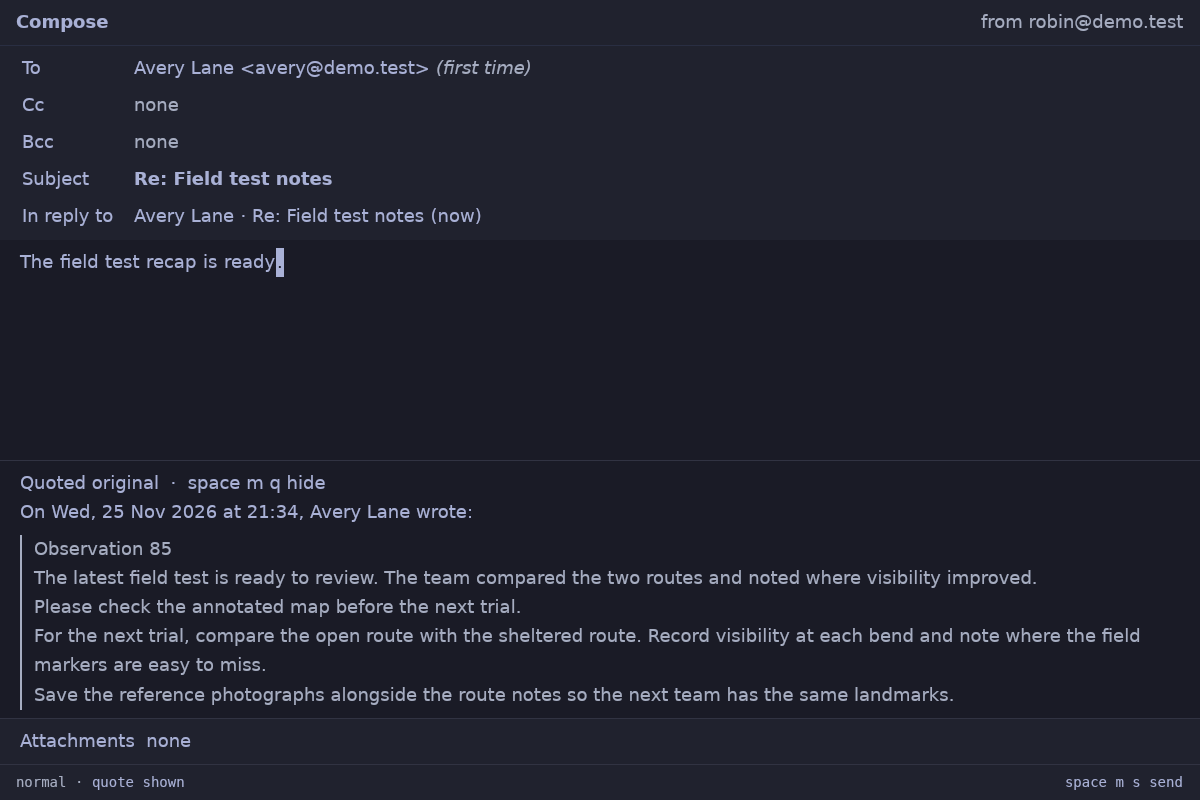 Compose from robin@demo.test
To Avery Lane <avery@demo.test> (first time)
Cc none
Bcc none
Subject Re: Field test notes
In reply to Avery Lane · Re: Field test notes (now)
The field test recap is ready.
Quoted original · space m q hide
On Wed, 25 Nov 2026 at 21:34, Avery Lane wrote:
Observation 85
The latest field test is ready to review. The team compared the two routes and noted where visibility improved.
Please check the annotated map before the next trial.
For the next trial, compare the open route with the sheltered route. Record visibility at each bend and note where the field
markers are easy to miss.
Save the reference photographs alongside the route notes so the next team has the same landmarks.
Attachments none
normal · quote shown space m s send